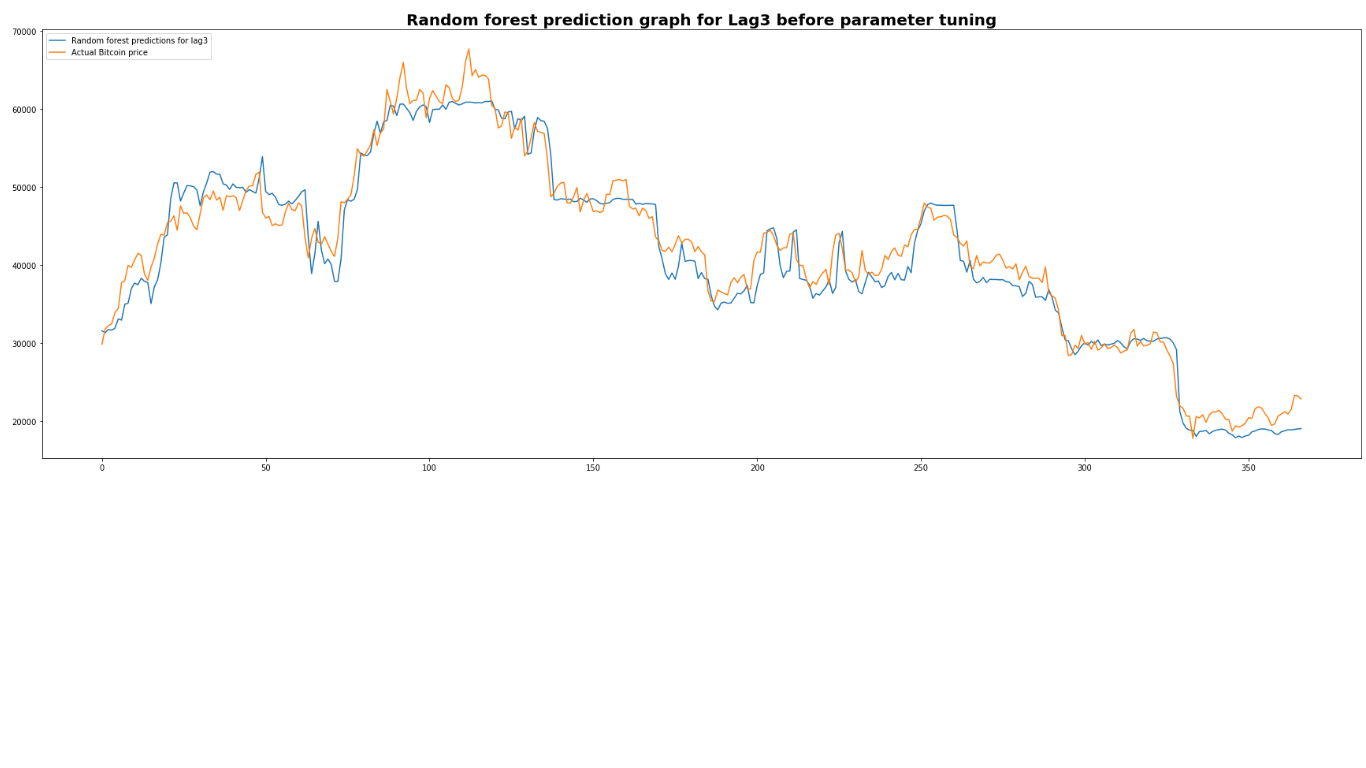 Random forest prediction graph for Lag3 before parameter tuning
70000
Random forest predictions for lag3
Actual Bitcoin price
60000
50000
40000
30000
20000
0 50 100 150 200 250 300 350